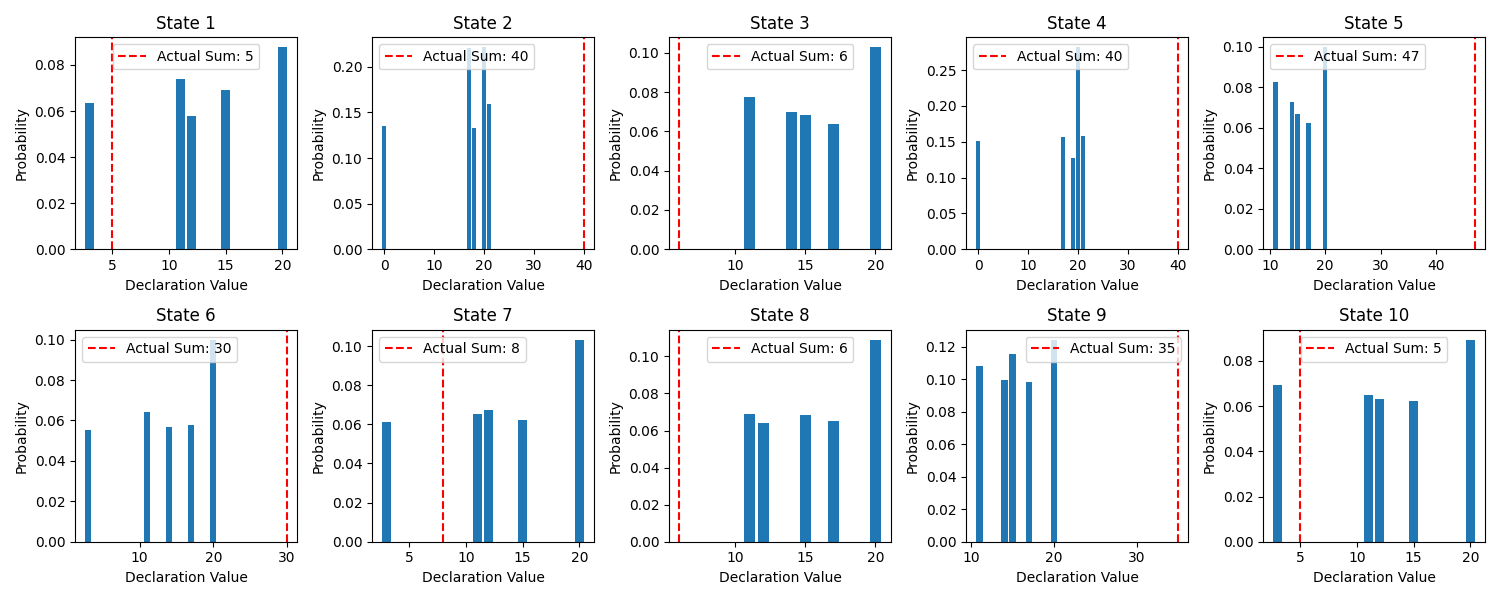 State 1
Actual Sum: 5
Probability
0.08
0.06
0.04
0.02
0.00
5 10 15 20
Declaration Value
State 2
Actual Sum: 40
Probability
0.20
0.15
0.10
0.05
0.00
0 10 20 30 40
Declaration Value
State 3
Actual Sum: 6
Probability
0.10
0.08
0.06
0.04
0.02
0.00
10 15 20
Declaration Value
State 4
Actual Sum: 40
Probability
0.25
0.20
0.15
0.10
0.05
0.00
0 10 20 30 40
Declaration Value
State 5
Actual Sum: 47
Probability
0.10
0.08
0.06
0.04
0.02
0.00
10 20 30 40
Declaration Value
State 6
Actual Sum: 30
Probability
0.10
0.08
0.06
0.04
0.02
0.00
10 20 30
Declaration Value
State 7
Actual Sum: 8
Probability
0.10
0.08
0.06
0.04
0.02
0.00
5 10 15 20
Declaration Value
State 8
Actual Sum: 6
Probability
0.10
0.08
0.06
0.04
0.02
0.00
10 15 20
Declaration Value
State 9
Actual Sum: 35
Probability
0.12
0.10
0.08
0.06
0.04
0.02
0.00
10 20 30
Declaration Value
State 10
Actual Sum: 5
Probability
0.08
0.06
0.04
0.02
0.00
5 10 15 20
Declaration Value